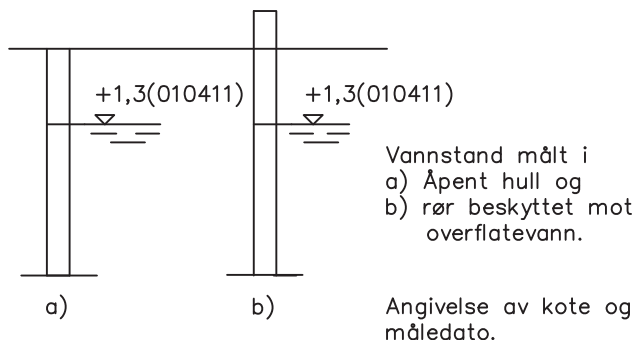 +1,3(010411)
+1,3(010411)
Vannstand målt i
a) Åpent hull og
b) rør beskyttet mot
overflatevann.
a)
b)
Angivelse av kote og
måledato.